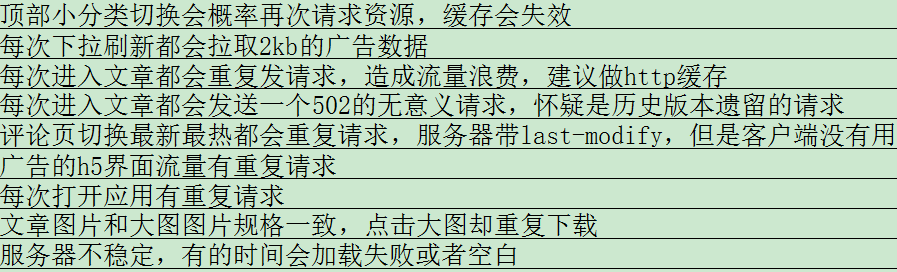 顶部小分类切换会概率再次请求资源，缓存会失效
每次下拉刷新都会拉取2kb的广告数据
每次进入文章都会重复发请求，造成流量浪费，建议做http缓存
每次进入文章都会发送一个502的无意义请求，怀疑是历史版本遗留的请求
评论页切换最新最热都会重复请求，服务器带last-modify，但是客户端没有用
广告的h5界面流量有重复请求
每次打开应用有重复请求
文章图片和大图图片规格一致，点击大图却重复下载
服务器不稳定，有的时间会加载失败或者空白